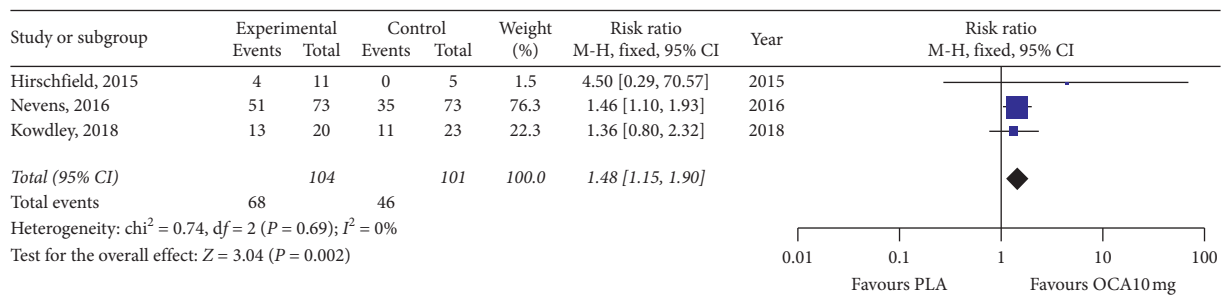 Study or subgroup Experimental Control Weight Risk ratio Year Risk ratio
Events Total Events Total (%) M-H, fixed, 95% CI M-H, fixed, 95% CI
Hirschfield, 2015 4 11 0 5 1.5 4.50 [0.29, 70.57] 2015
Nevens, 2016 51 73 35 73 76.3 1.46 [1.10, 1.93] 2016
Kowdley, 2018 13 20 11 23 22.3 1.36 [0.80, 2.32] 2018
Total (95% CI) 104 101 100.0 1.48 [1.15, 1.90]
Total events 68 46
Heterogeneity: chi² = 0.74, df = 2 (P = 0.69); I² = 0%
Test for the overall effect: Z = 3.04 (P = 0.002)
0.01 0.1 1 10 100
Favours PLA Favours OCA10 mg